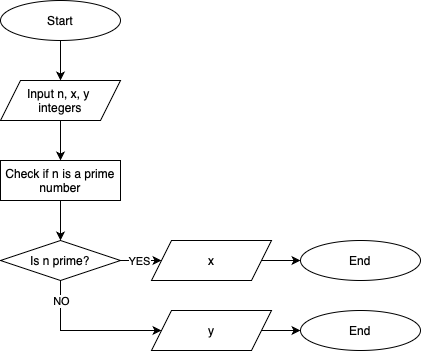 Start
Input n, x, y
integers
Check if n is a prime
number
Is n prime?
YES
x
End
NO
y
End